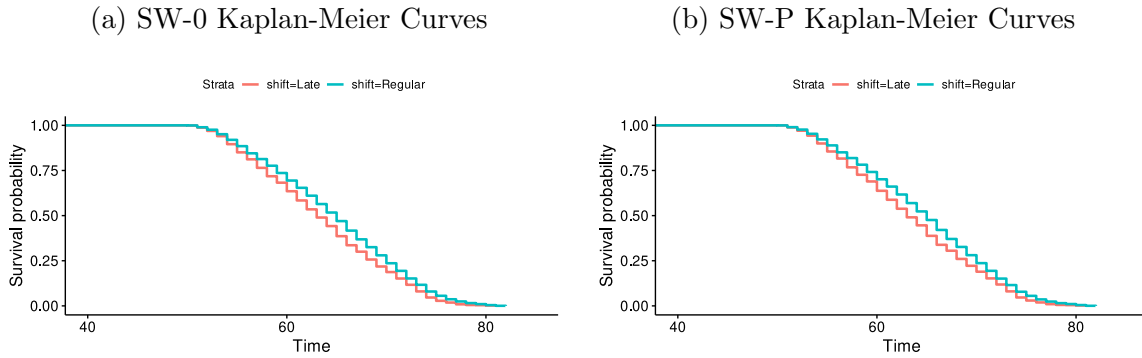 (a) SW-0 Kaplan-Meier Curves
Strata shift=Late shift=Regular
Survival probability
1.00
0.75
0.50
0.25
0.00
40 60 80
Time
(b) SW-P Kaplan-Meier Curves
Strata shift=Late shift=Regular
Survival probability
1.00
0.75
0.50
0.25
0.00
40 60 80
Time